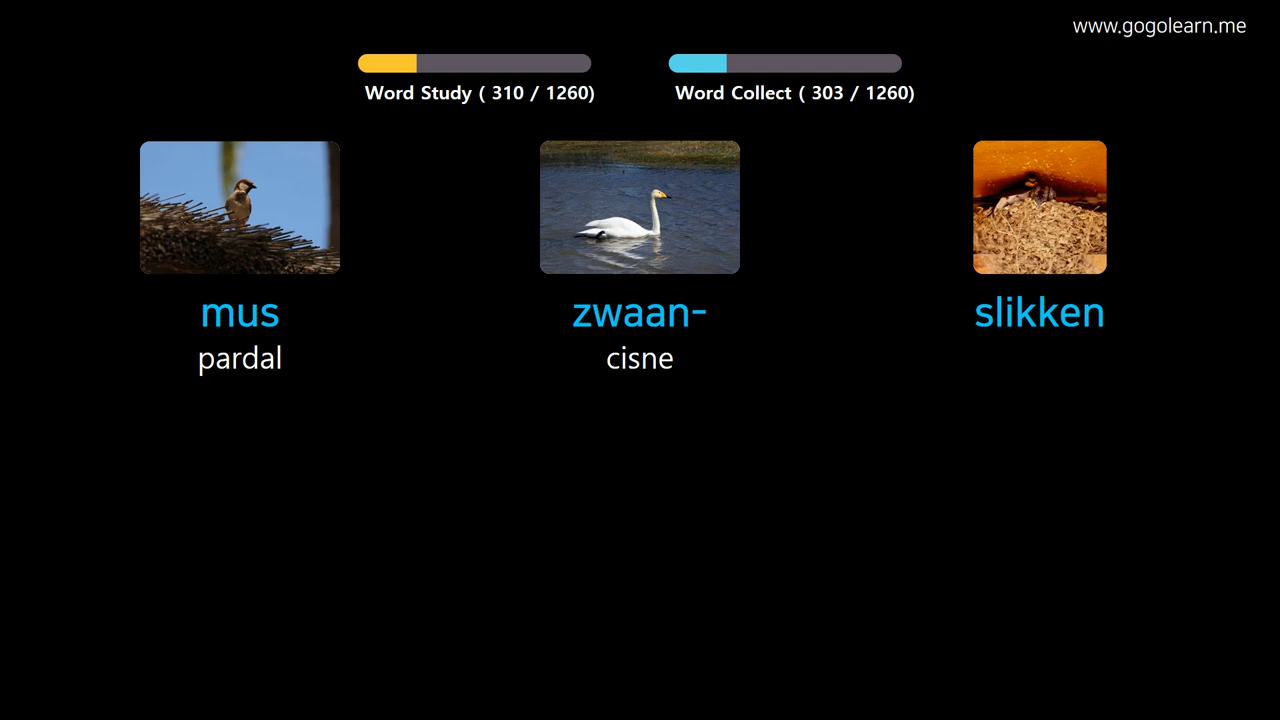 www.gogolearn.me
Word Study ( 310 / 1260)
Word Collect ( 303 / 1260)
mus
zwaan-
slikken
pardal
cisne